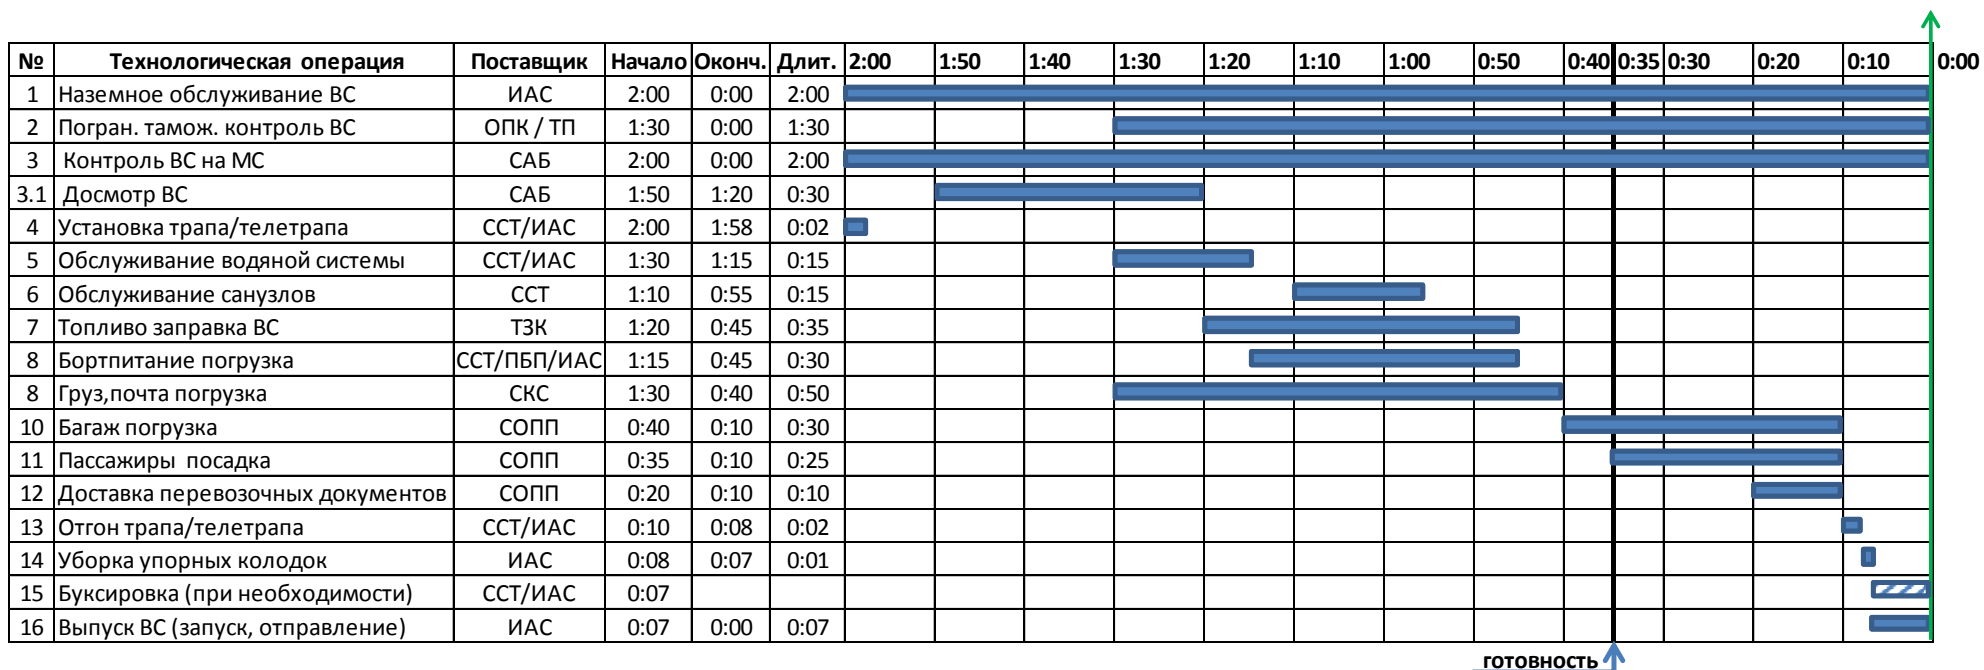 № Технологическая операция Поставщик Начало Оконч. Длит. 2:00 1:50 1:40 1:30 1:20 1:10 1:00 0:50 0:40 0:35 0:30 0:20 0:10 0:00
1 Наземное обслуживание ВС ИАС 2:00 0:00 2:00
2 Погран. тамож. контроль ВС ОПК / ТП 1:30 0:00 1:30
3 Контроль ВС на МС САБ 2:00 0:00 2:00
3.1 Досмотр ВС САБ 1:50 1:20 0:30
4 Установка трапа/телетрапа ССТ/ИАС 2:00 1:58 0:02
5 Обслуживание водяной системы ССТ/ИАС 1:30 1:15 0:15
6 Обслуживание санузлов ССТ 1:10 0:55 0:15
7 Топливо заправка ВС ТЗК 1:20 0:45 0:35
8 Бортпитание погрузка ССТ/ПБП/ИАС 1:15 0:45 0:30
8 Груз,почта погрузка СКС 1:30 0:40 0:50
10 Багаж погрузка СОПП 0:40 0:10 0:30
11 Пассажиры посадка СОПП 0:35 0:10 0:25
12 Доставка перевозочных документов СОПП 0:20 0:10 0:10
13 Отгон трапа/телетрапа ССТ/ИАС 0:10 0:08 0:02
14 Уборка упорных колодок ИАС 0:08 0:07 0:01
15 Буксировка (при необходимости) ССТ/ИАС 0:07
16 Выпуск ВС (запуск, отправление) ИАС 0:07 0:00 0:07
готовность